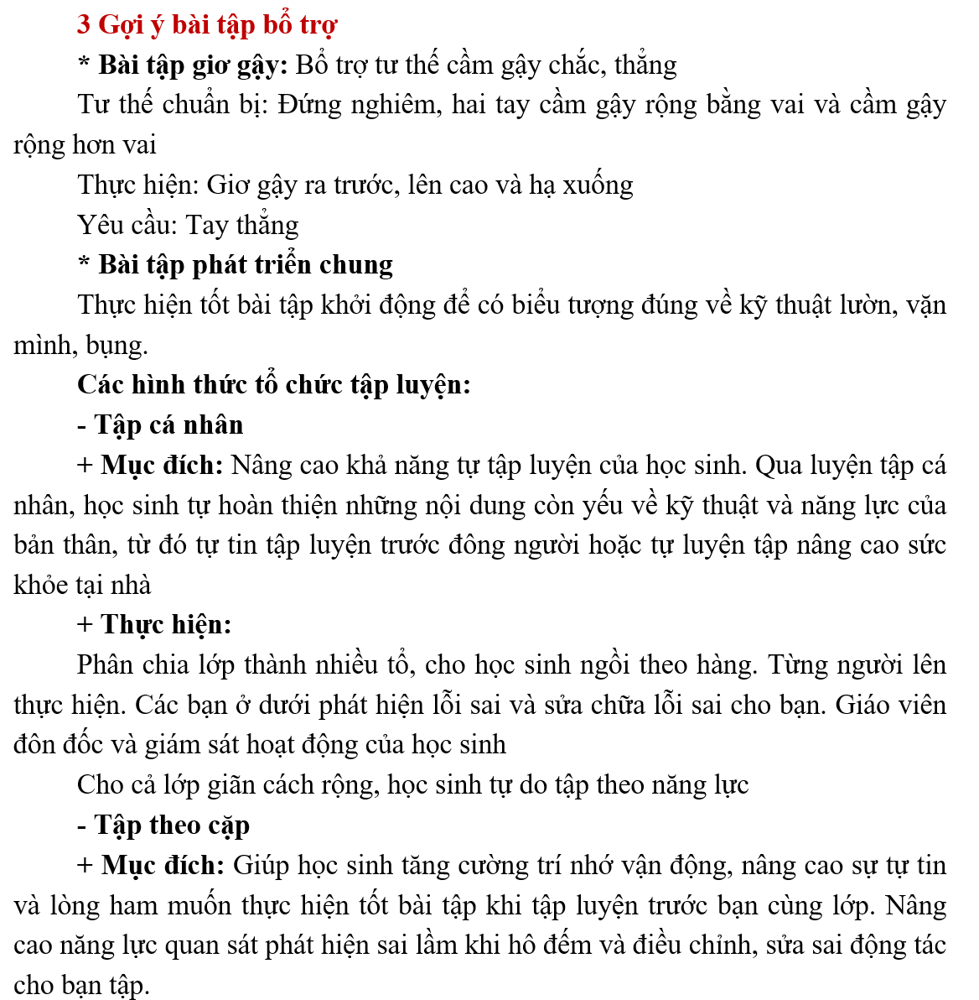 3 Gợi ý bài tập bổ trợ
* Bài tập giơ gậy: Bổ trợ tư thế cầm gậy chắc, thẳng
Tư thế chuẩn bị: Đứng nghiêm, hai tay cầm gậy rộng bằng vai và cầm gậy
rộng hơn vai
Thực hiện: Giơ gậy ra trước, lên cao và hạ xuống
Yêu cầu: Tay thẳng
* Bài tập phát triển chung
Thực hiện tốt bài tập khởi động để có biểu tượng đúng về kỹ thuật lườn, vặn
mình, bụng.
Các hình thức tổ chức tập luyện:
- Tập cá nhân
+ Mục đích: Nâng cao khả năng tự tập luyện của học sinh. Qua luyện tập cá
nhân, học sinh tự hoàn thiện những nội dung còn yếu về kỹ thuật và năng lực của
bản thân, từ đó tự tin tập luyện trước đông người hoặc tự luyện tập nâng cao sức
khỏe tại nhà
+ Thực hiện:
Phân chia lớp thành nhiều tổ, cho học sinh ngồi theo hàng. Từng người lên
thực hiện. Các bạn ở dưới phát hiện lỗi sai và sửa chữa lỗi sai cho bạn. Giáo viên
đôn đốc và giám sát hoạt động của học sinh
Cho cả lớp giãn cách rộng, học sinh tự do tập theo năng lực
- Tập theo cặp
+ Mục đích: Giúp học sinh tăng cường trí nhớ vận động, nâng cao sự tự tin
và lòng ham muốn thực hiện tốt bài tập khi tập luyện trước bạn cùng lớp. Nâng
cao năng lực quan sát phát hiện sai lầm khi hô đếm và điều chỉnh, sửa sai động tác
cho bạn tập.